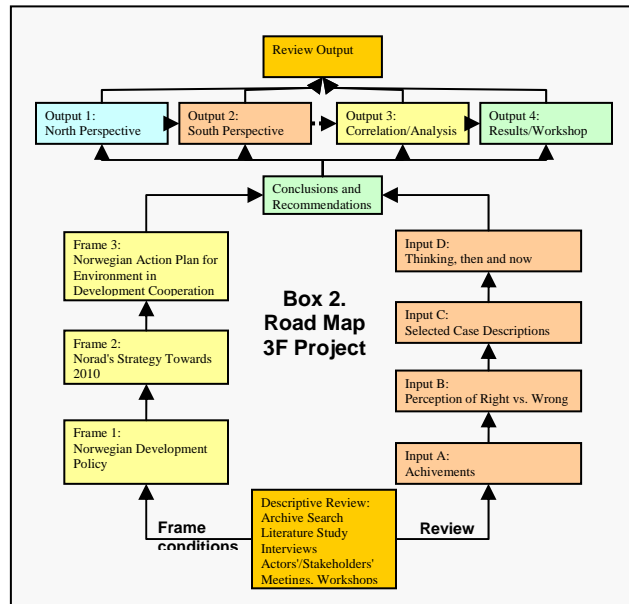 Review Output
Output 1:
North Perspective
Output 2:
South Perspective
Output 3:
Correlation/Analysis
Output 4:
Results/Workshop
Conclusions and
Recommendations
Frame 3:
Norwegian Action Plan for
Environment in
Development Cooperation
Input D:
Thinking, then and now
Box 2.
Road Map
3F Project
Input C:
Selected Case Descriptions
Frame 2:
Norad's Strategy Towards
2010
Input B:
Perception of Right vs. Wrong
Frame 1:
Norwegian Development
Policy
Input A:
Achivements
Frame
conditions
Descriptive Review:
Archive Search
Literature Study
Interviews
Actors'/Stakeholders'
Meetings, Workshops
Review